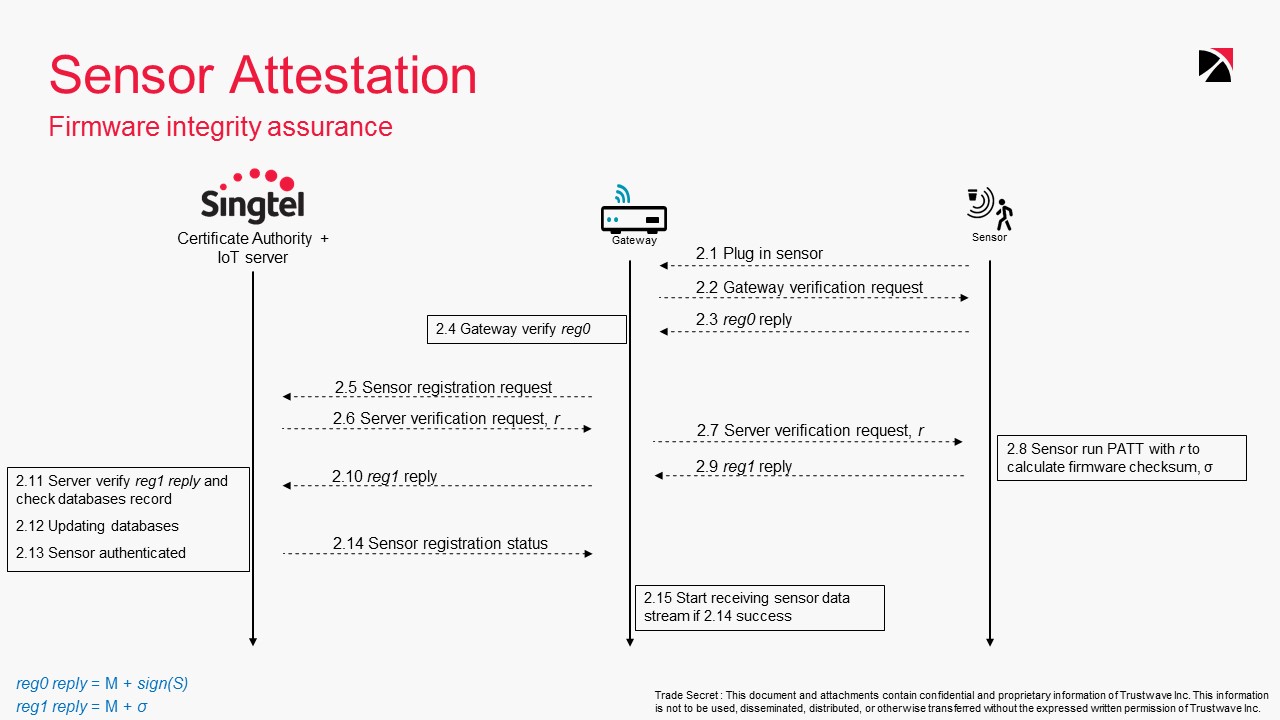 Sensor Attestation
Firmware integrity assurance
Singtel
Certificate Authority +
IoT server
Gateway
Sensor
2.1 Plug in sensor
2.2 Gateway verification request
2.3 reg0 reply
2.4 Gateway verify reg0
2.5 Sensor registration request
2.6 Server verification request, r
2.7 Server verification request, r
2.8 Sensor run PATT with r to
calculate firmware checksum, σ
2.9 reg1 reply
2.10 reg1 reply
2.11 Server verify reg1 reply and
check databases record
2.12 Updating databases
2.13 Sensor authenticated
2.14 Sensor registration status
2.15 Start receiving sensor data
stream if 2.14 success
reg0 reply = M + sign(S)
reg1 reply = M + σ
Trade Secret : This document and attachments contain confidential and proprietary information of Trustwave Inc. This information
is not to be used, disseminated, distributed, or otherwise transferred without the expressed written permission of Trustwave Inc.